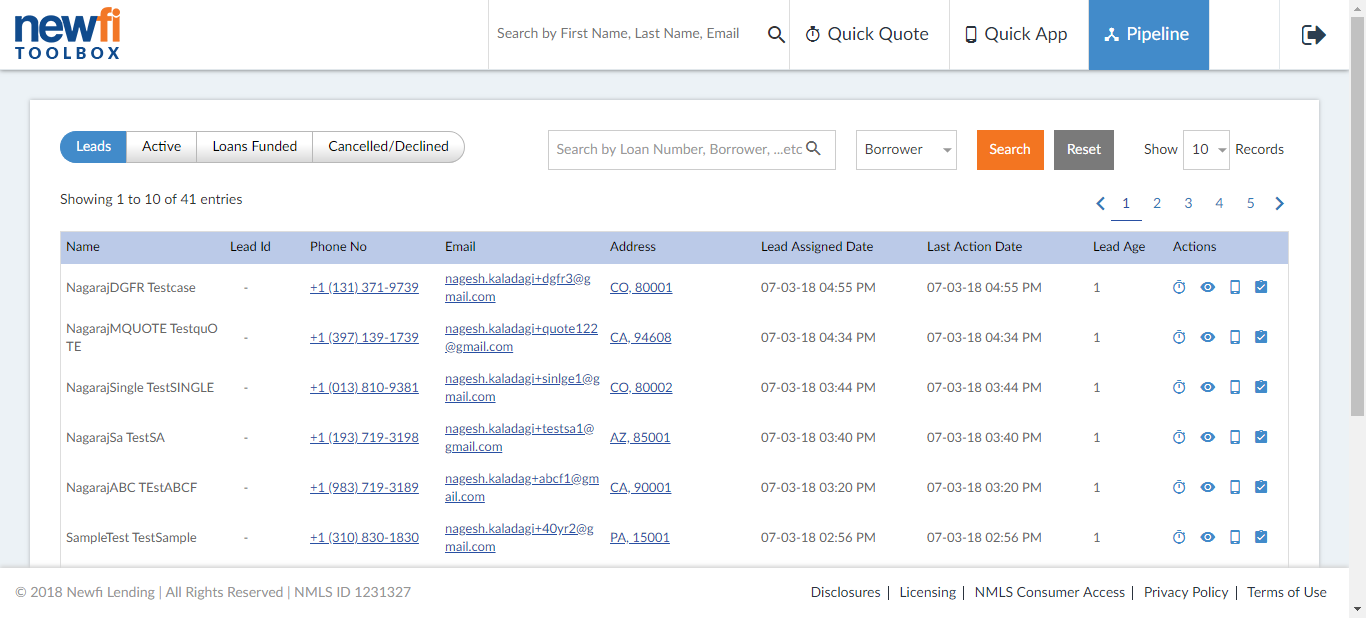 newfi
TOOLBOX
Search by First Name, Last Name, Email
Quick Quote
Quick App
Pipeline
Leads
Active
Loans Funded
Cancelled/Declined
Search by Loan Number, Borrower, ...etc
Borrower
Search
Reset
Show 10 Records
Showing 1 to 10 of 41 entries
1 2 3 4 5
Name Lead Id Phone No Email Address Lead Assigned Date Last Action Date Lead Age Actions
NagarajDGFR Testcase - +1 (131) 371-9739 nagesh.kaladagi+dgfr3@g CO, 80001 07-03-18 04:55 PM 07-03-18 04:55 PM 1
mail.com
NagarajMQUOTE TestquO - +1 (397) 139-1739 nagesh.kaladagi+quote122 CA, 94608 07-03-18 04:34 PM 07-03-18 04:34 PM 1
TE @gmail.com
NagarajSingle TestSINGLE - +1 (013) 810-9381 nagesh.kaladagi+sinlge1@g CO, 80002 07-03-18 03:44 PM 07-03-18 03:44 PM 1
mail.com
NagarajSa TestSA - +1 (193) 719-3198 nagesh.kaladagi+testsa1@ AZ, 85001 07-03-18 03:40 PM 07-03-18 03:40 PM 1
gmail.com
NagarajABC TEstABCF - +1 (983) 719-3189 nagesh.kaladag+abcf1@gm CA, 90001 07-03-18 03:20 PM 07-03-18 03:20 PM 1
ail.com
SampleTest TestSample - +1 (310) 830-1830 nagesh.kaladagi+40yr2@g PA, 15001 07-03-18 02:56 PM 07-03-18 02:56 PM 1
mail.com
© 2018 Newfi Lending | All Rights Reserved | NMLS ID 1231327
Disclosures | Licensing | NMLS Consumer Access | Privacy Policy | Terms of Use